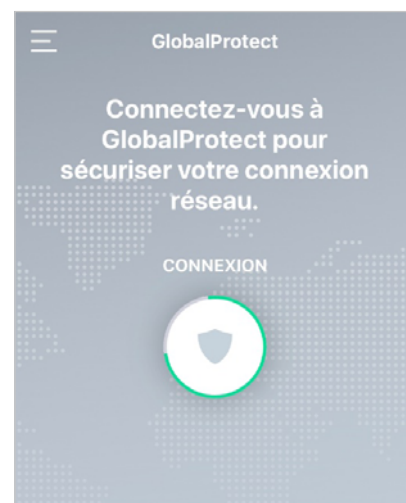 GlobalProtect
Connectez-vous à
GlobalProtect pour
sécuriser votre connexion
réseau.
CONNEXION